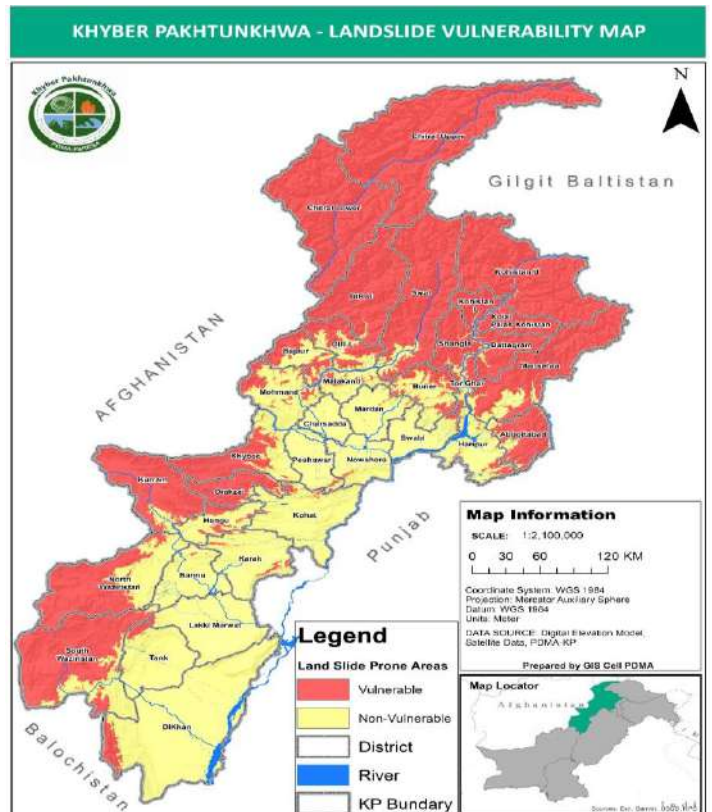 KHYBER PAKHTUNKHWA - LANDSLIDE VULNERABILITY MAP
Khyber Pakhtunkhwa
N
Chitral Upper
Gilgit Baltistan
Chitral Lower
Swat
Kohistan
Kolai
Palas Kohistan
Shangla
Battagram
Mansehra
AFGHANISTAN
Bajaur
Malakand
Buner
Tor Ghar
Mohmand
Mardan
Charsadda
Swabi
Haripur
Abbottabad
Khyber
Peshawar
Nowshera
Kurram
Orakzai
Hangu
Kohat
Punjab
Karak
North
Waziristan
Bannu
Lakki Marwat
South
Waziristan
Tank
DIKhan
Balochistan
Map Information
SCALE: 1:2,100,000
0 30 60 120 KM
Coordinate System: WGS 1984
Projection: Mercator Auxiliary Sphere
Datum: WGS 1984
Units: Meter
DATA SOURCE: Digital Elevation Model,
Satellite Data, PDMA-KP
Prepared by GIS Cell PDMA
Legend
Land Slide Prone Areas
Vulnerable
Non-Vulnerable
District
River
KP Bundary
Map Locator
Afghanistan